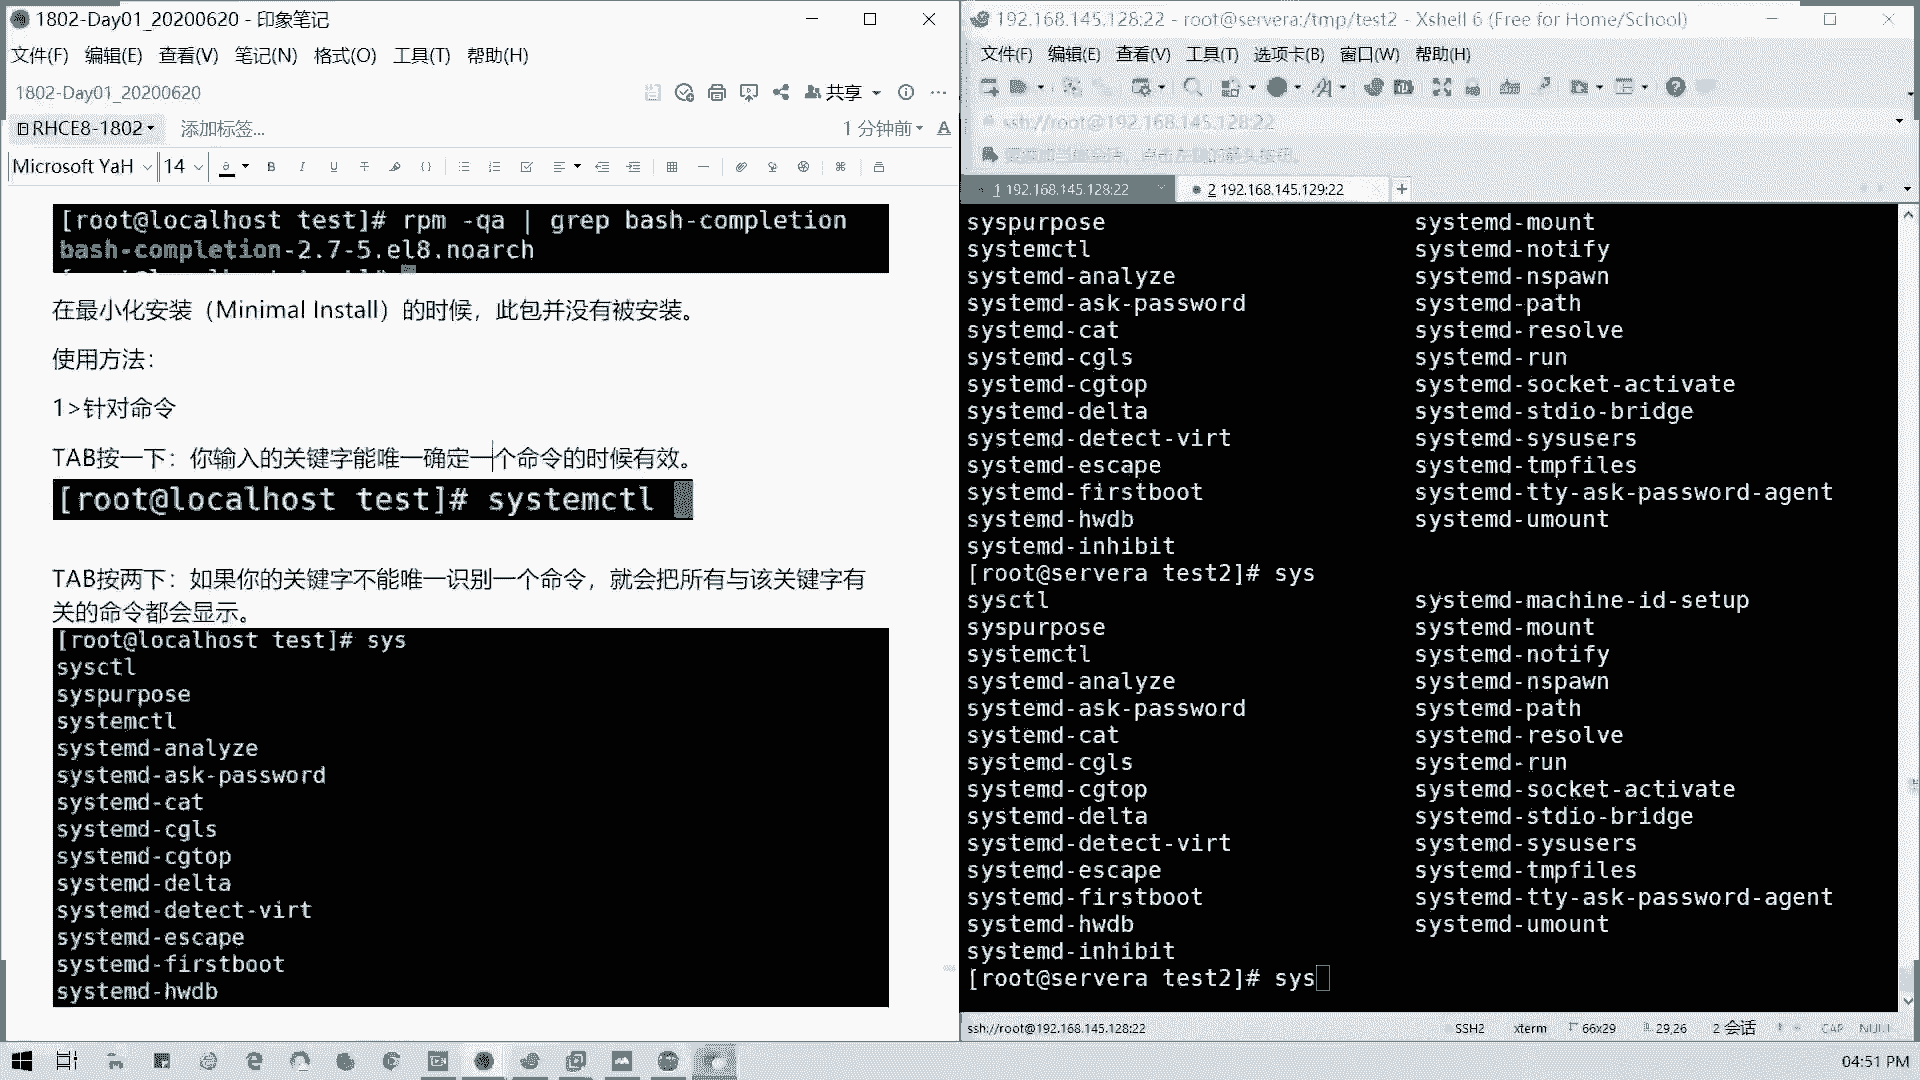 1802-Day01_20200620 - 印象笔记
文件(F) 编辑(E) 查看(V) 笔记(N) 格式(O) 工具(T) 帮助(H)
1802-Day01_20200620
共享
RHCE8-1802 添加标签...
1 分钟前
Microsoft YaH 14
[root@localhost test]# rpm -qa | grep bash-completion
bash-completion-2.7-5.el8.noarch
在最小化安装（Minimal Install）的时候，此包并没有被安装。
使用方法：
1>针对命令
TAB按一下：你输入的关键字能唯一确定一个命令的时候有效。
[root@localhost test]# systemctl
TAB按两下：如果你的关键字不能唯一识别一个命令，就会把所有与该关键字有
关的命令都会显示。
[root@localhost test]# sys
sysctl
syspurpose
systemctl
systemd-analyze
systemd-ask-password
systemd-cat
systemd-cgls
systemd-cgtop
systemd-delta
systemd-detect-virt
systemd-escape
systemd-firstboot
systemd-hwdb
192.168.145.128:22 - root@servera:/tmp/test2 - Xshell 6 (Free for Home/School)
文件(F) 编辑(E) 查看(V) 工具(T) 选项卡(B) 窗口(W) 帮助(H)
ssh://root@192.168.145.128:22
1 192.168.145.128:22 2 192.168.145.129:22
syspurpose systemd-mount
systemctl systemd-notify
systemd-analyze systemd-nspawn
systemd-ask-password systemd-path
systemd-cat systemd-resolve
systemd-cgls systemd-run
systemd-cgtop systemd-socket-activate
systemd-delta systemd-stdio-bridge
systemd-detect-virt systemd-sysusers
systemd-escape systemd-tmpfiles
systemd-firstboot systemd-tty-ask-password-agent
systemd-hwdb systemd-umount
systemd-inhibit
[root@servera test2]# sys
sysctl systemd-machine-id-setup
syspurpose systemd-mount
systemctl systemd-notify
systemd-analyze systemd-nspawn
systemd-ask-password systemd-path
systemd-cat systemd-resolve
systemd-cgls systemd-run
systemd-cgtop systemd-socket-activate
systemd-delta systemd-stdio-bridge
systemd-detect-virt systemd-sysusers
systemd-escape systemd-tmpfiles
systemd-firstboot systemd-tty-ask-password-agent
systemd-hwdb systemd-umount
systemd-inhibit
[root@servera test2]# sys
ssh://root@192.168.145.128:22 SSH2 xterm 66x29 29,26 2 会话 CAP NUM
04:51 PM